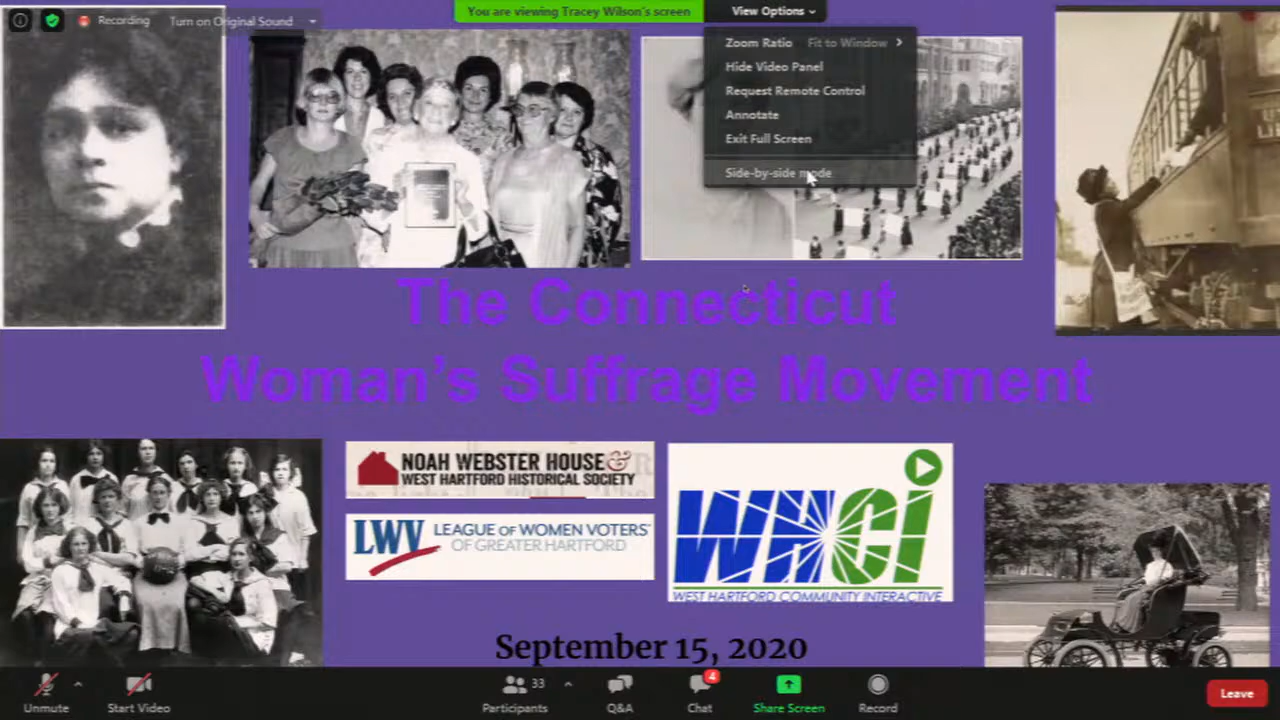 Recording
Turn on Original Sound
You are viewing Tracey Wilson's screen
View Options
Zoom Ratio Fit to Window
Hide Video Panel
Request Remote Control
Annotate
Exit Full Screen
Side-by-side mode
The Connecticut
Woman's Suffrage Movement
NOAH WEBSTER HOUSE &
WEST HARTFORD HISTORICAL SOCIETY
LWV LEAGUE OF WOMEN VOTERS
OF GREATER HARTFORD
WHCi
WEST HARTFORD COMMUNITY INTERACTIVE
September 15, 2020
Unmute
Start Video
33
Participants
Q&A
4
Chat
Share Screen
Record
Leave